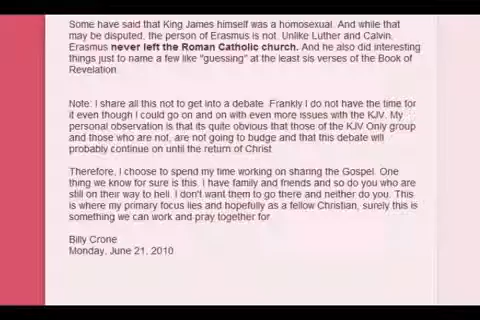 Some have said that King James himself was a homosexual. And while that
may be disputed, the person of Erasmus is not. Unlike Luther and Calvin,
Erasmus never left the Roman Catholic church. And he also did interesting
things just to name a few like "guessing" at the least sis verses of the Book of
Revelation.
Note: I share all this not to get into a debate. Frankly I do not have the time for
it even though I could go on and on with even more issues with the KJV. My
personal observation is that its quite obvious that those of the KJV Only group
and those who are not, are not going to budge and that this debate will
probably continue on until the return of Christ.
Therefore, I choose to spend my time working on sharing the Gospel. One
thing we know for sure is this, I have family and friends and so do you who are
still on their way to hell. I don't want them to go there and neither do you. This
is where my primary focus lies and hopefully as a fellow Christian, surely this is
something we can work and pray together for.
Billy Crone
Monday, June 21, 2010